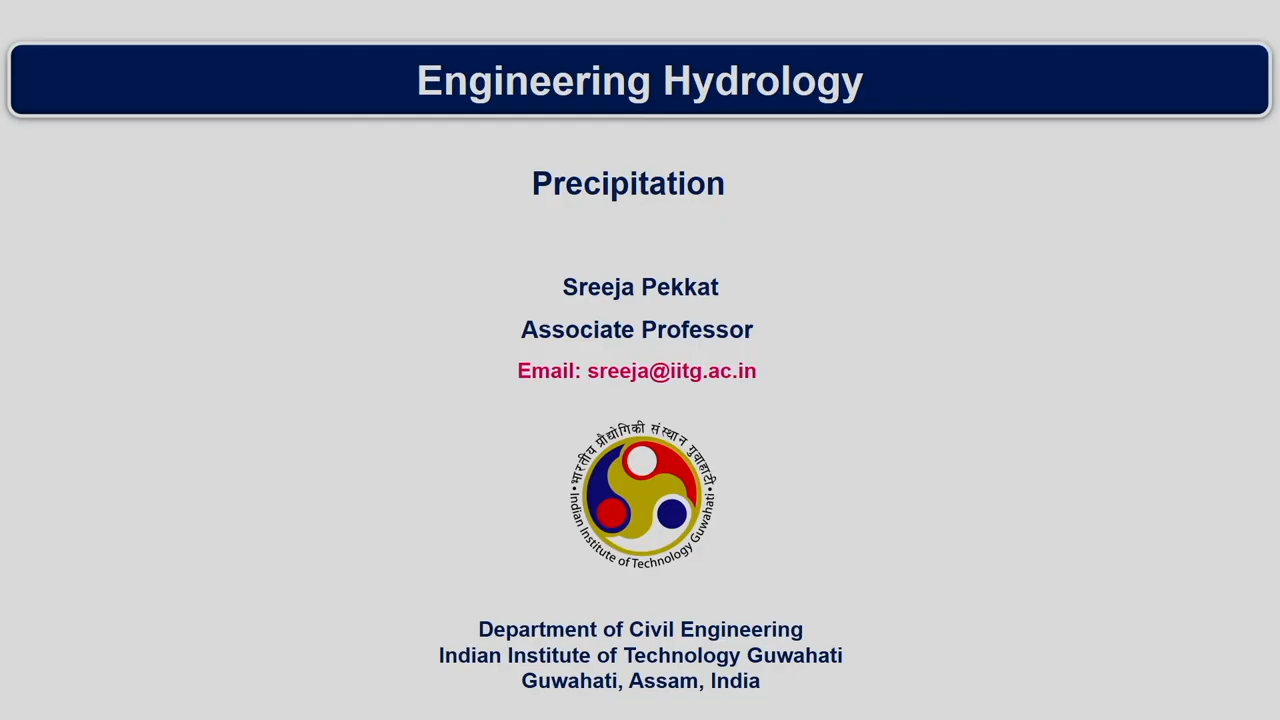 Engineering Hydrology
Precipitation
Sreeja Pekkat
Associate Professor
Email: sreeja@iitg.ac.in
भारतीय प्रौद्योगिकी संस्थान गुवाहाटी
Indian Institute of Technology Guwahati
Department of Civil Engineering
Indian Institute of Technology Guwahati
Guwahati, Assam, India